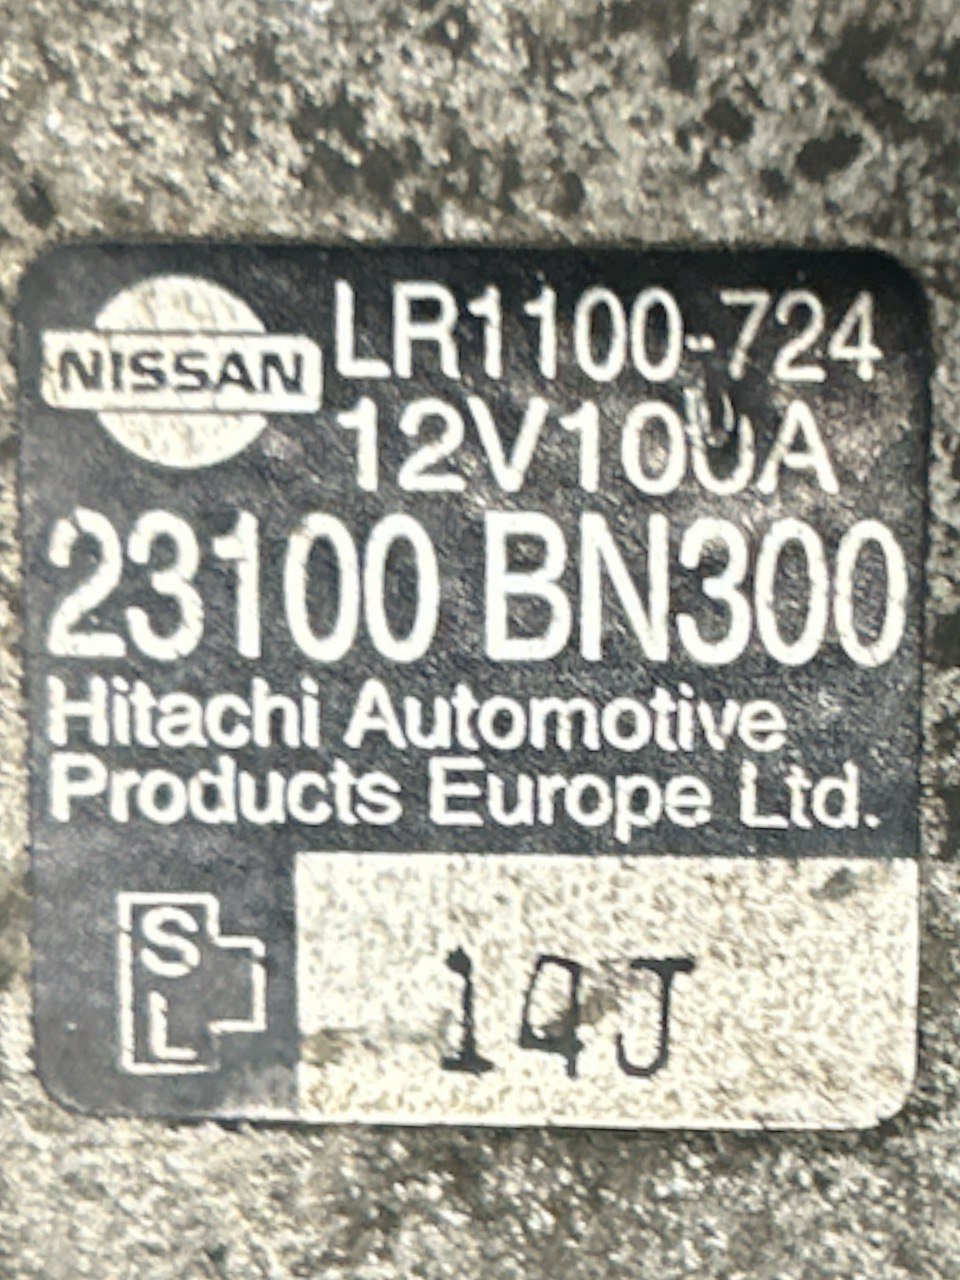 NISSAN
LR1100-724
12V100A
23100 BN300
Hitachi Automotive
Products Europe Ltd.
S
L
14J